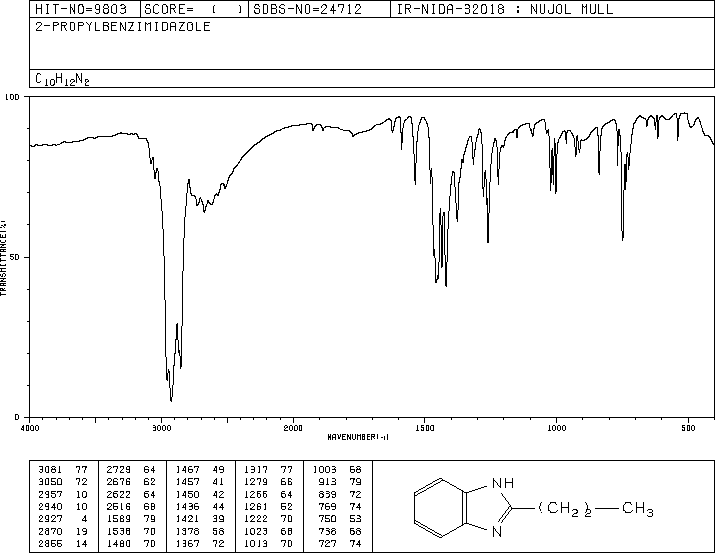 HIT-NO=9803 SCORE= ( ) SDBS-NO=24712 IR-NIDA-32018 : NUJOL MULL
2-PROPYLBENZIMIDAZOLE
C10H12N2
100
50
0
TRANSMITTANCE(%)
4000 3000 2000 1500 1000 500
WAVENUMBER(-1)
3081 77 2729 64 1467 49 1317 77 1003 68
3050 72 2676 62 1457 41 1279 66 913 79
2957 10 2622 64 1450 42 1266 64 839 72
2940 10 2516 68 1436 44 1261 52 769 74
2927 4 1589 79 1421 39 1222 70 750 53
2870 19 1538 70 1378 58 1023 68 738 68
2856 14 1480 70 1367 72 1013 70 727 74
NH
(CH2)2 CH3
N